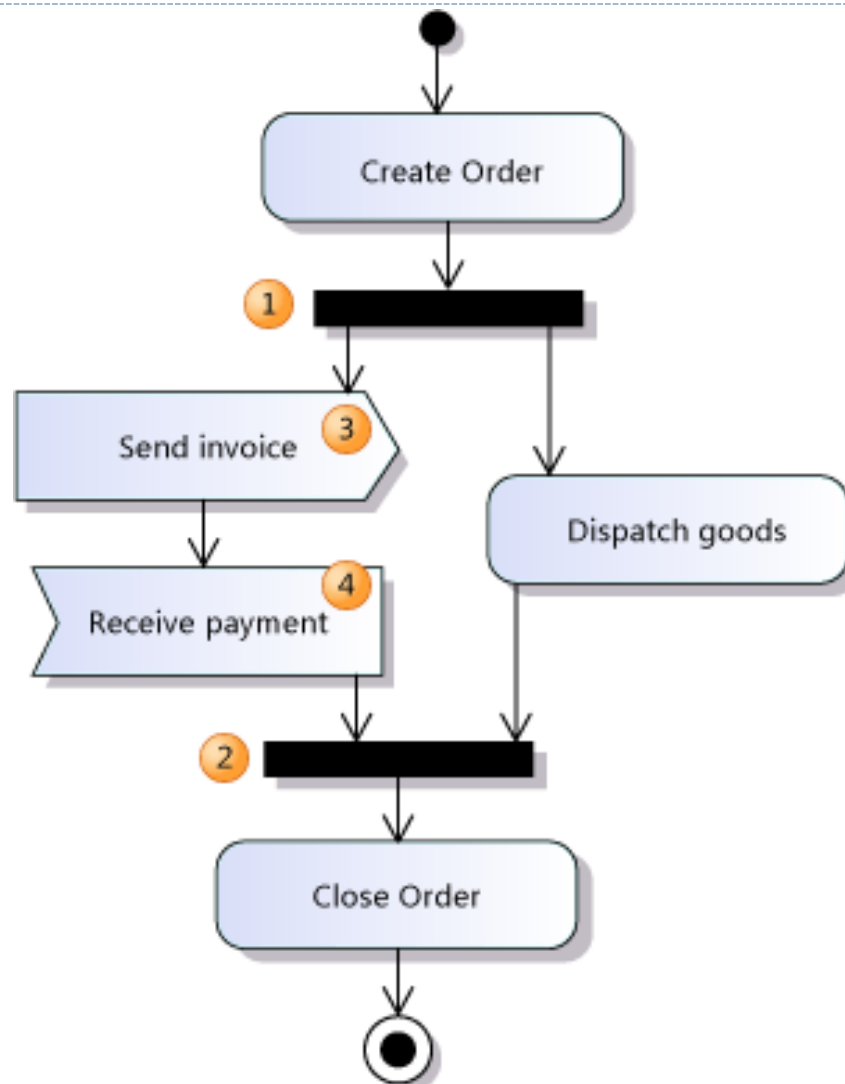 Create Order
1
3
Send invoice
Dispatch goods
4
Receive payment
2
Close Order